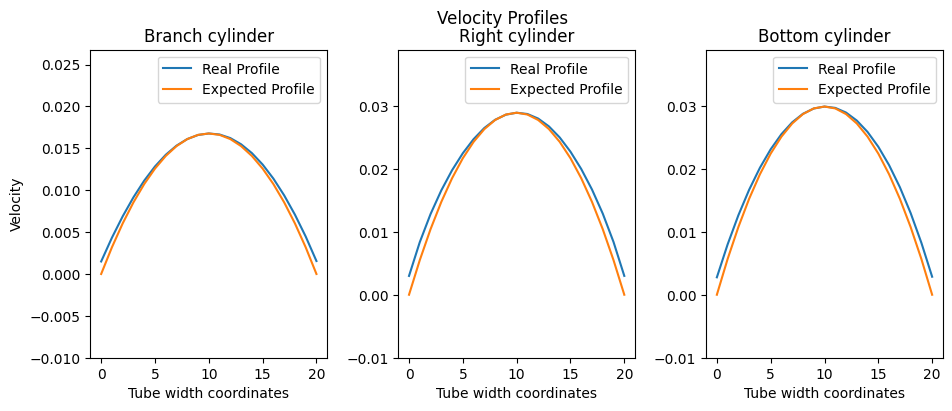 Velocity Profiles
Branch cylinder
Real Profile
Expected Profile
0.025
0.020
0.015
0.010
0.005
0.000
−0.005
−0.010
Velocity
0 5 10 15 20
Tube width coordinates
Right cylinder
Real Profile
Expected Profile
0.03
0.02
0.01
0.00
−0.01
0 5 10 15 20
Tube width coordinates
Bottom cylinder
Real Profile
Expected Profile
0.03
0.02
0.01
0.00
−0.01
0 5 10 15 20
Tube width coordinates